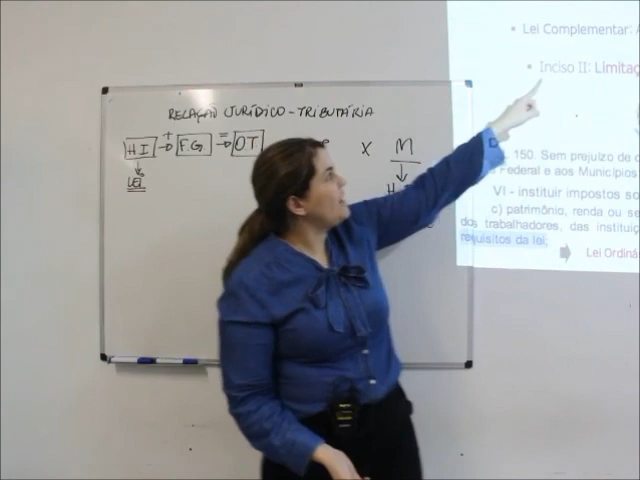 • Lei Complementar:
• Inciso II: Limitaç
RELAÇÃO JURÍDICO-TRIBUTÁRIA
HI + → F.G = → OT X M
LEI
. 150. Sem prejuízo de
Federal e aos Municípios
VI - instituir impostos so
c) patrimônio, renda ou se
dos trabalhadores, das instituiç
requisitos da lei;
Lei Ordiná